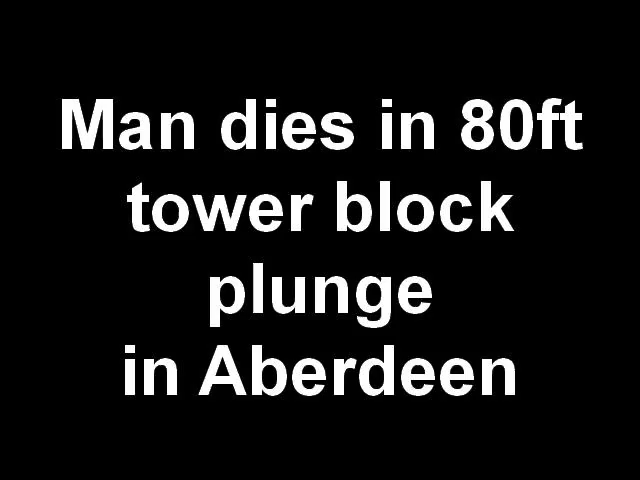 Man dies in 80ft
tower block
plunge
in Aberdeen